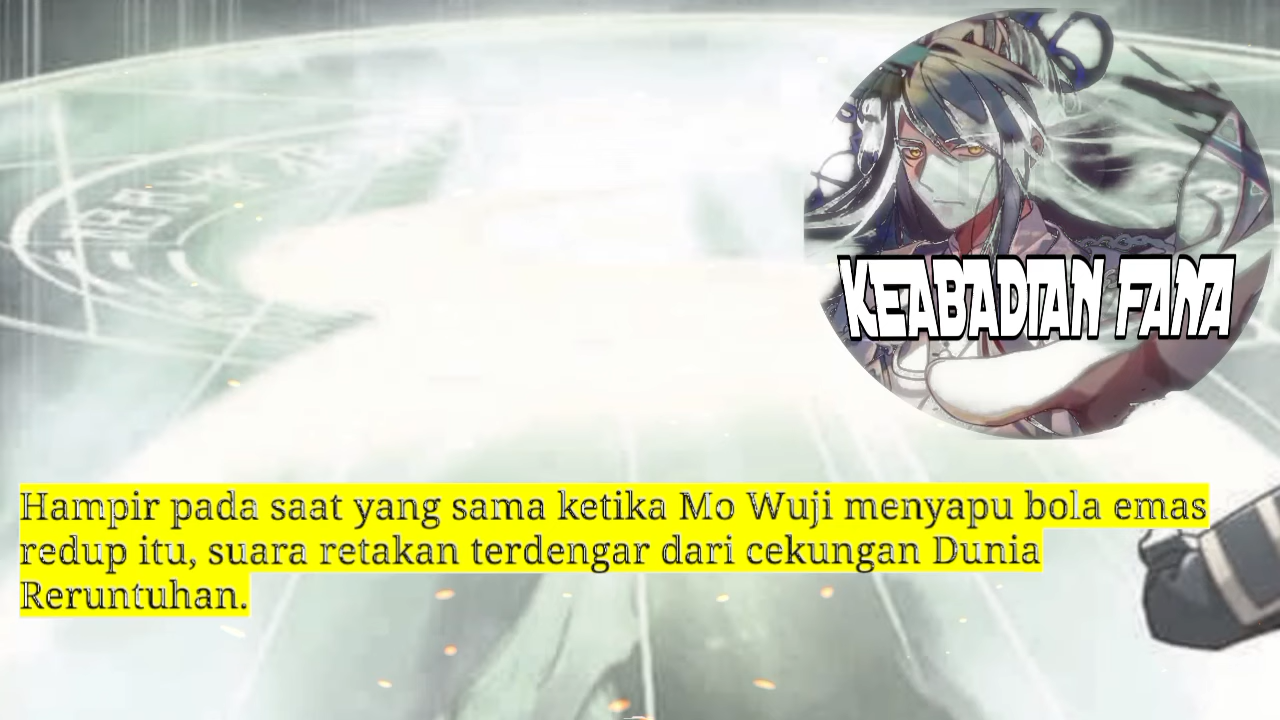 KEABADIAN FANA
Hampir pada saat yang sama ketika Mo Wuji menyapu bola emas
redup itu, suara retakan terdengar dari cekungan Dunia
Reruntuhan.